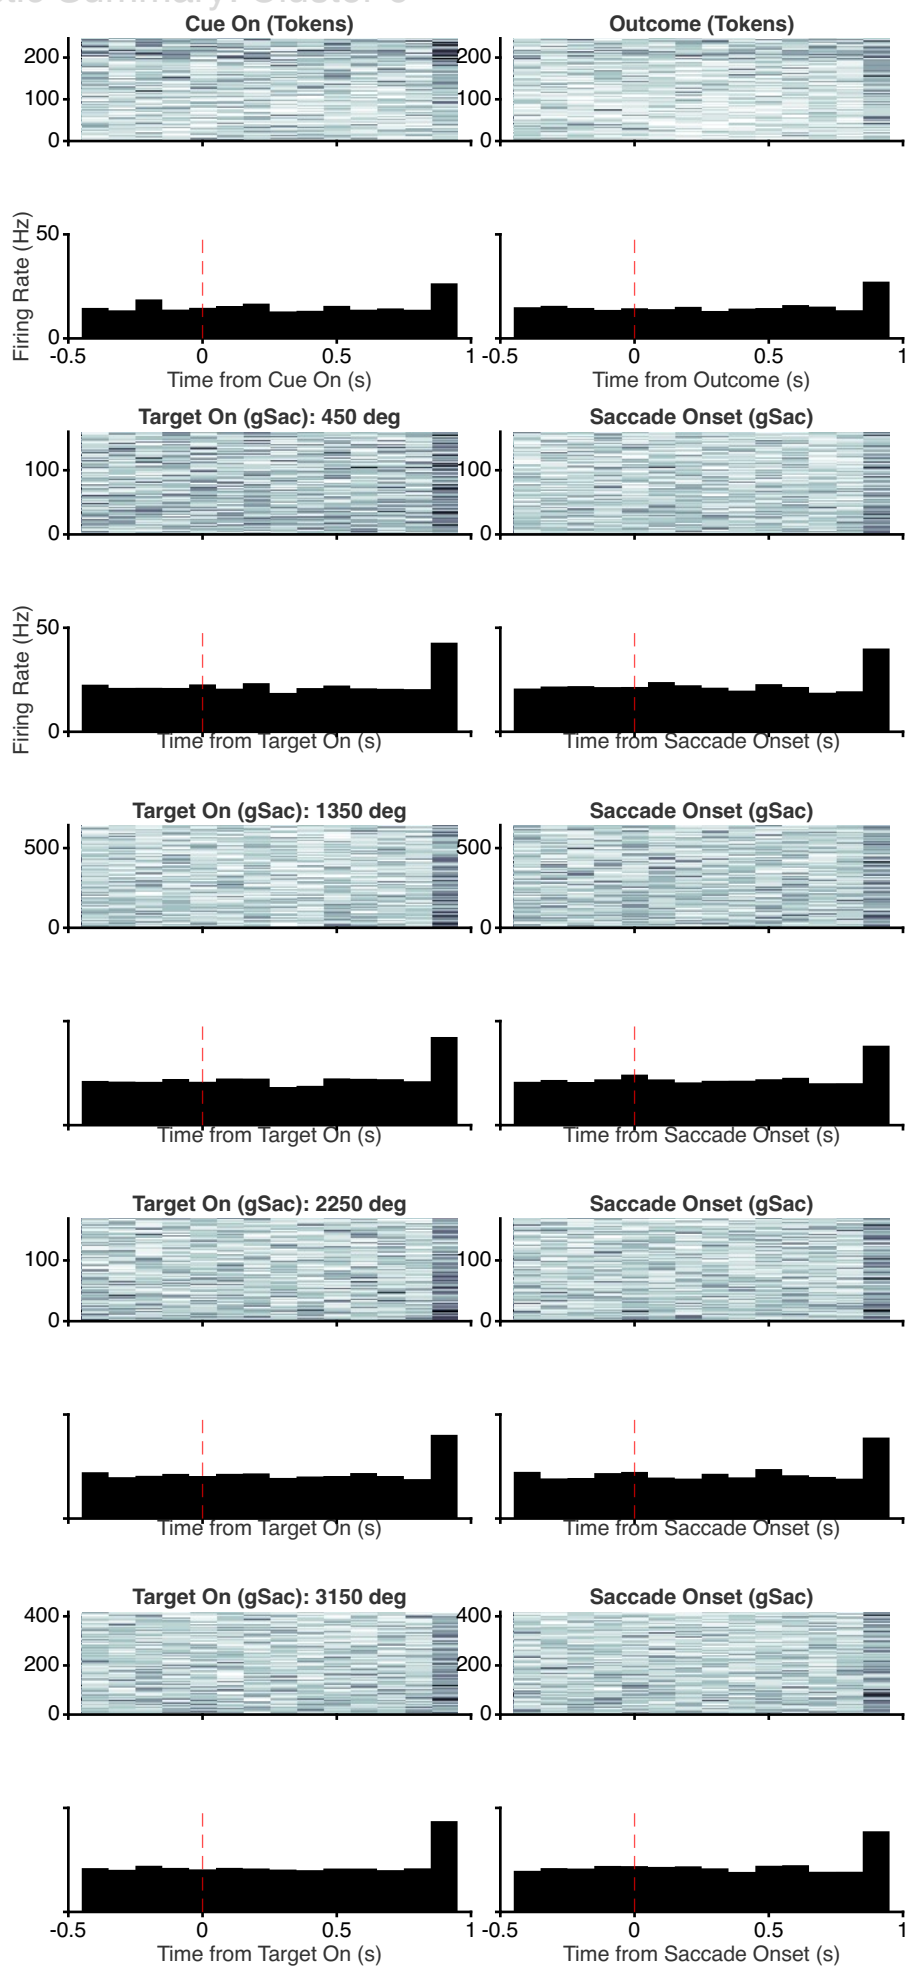 Summary: Cluster
Cue On (Tokens) Outcome (Tokens)
200 200
100 100
0 0
Firing Rate (Hz)
50
0
-0.5 0 0.5 1 -0.5 0 0.5 1
Time from Cue On (s) Time from Outcome (s)
Target On (gSac): 450 deg Saccade Onset (gSac)
100 100
0 0
Firing Rate (Hz)
50
0
Time from Target On (s) Time from Saccade Onset (s)
Target On (gSac): 1350 deg Saccade Onset (gSac)
500 500
0 0
Time from Target On (s) Time from Saccade Onset (s)
Target On (gSac): 2250 deg Saccade Onset (gSac)
100 100
0 0
Time from Target On (s) Time from Saccade Onset (s)
Target On (gSac): 3150 deg Saccade Onset (gSac)
400 400
200 200
0 0
-0.5 0 0.5 1 -0.5 0 0.5 1
Time from Target On (s) Time from Saccade Onset (s)